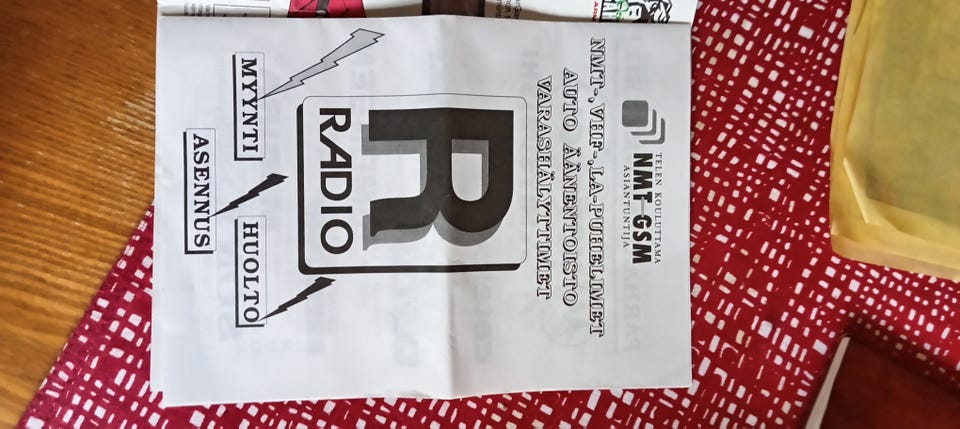 TELEN KOULUTTAMA
NMT-GSM
ASIANTUNTIJA
NMT-, VHF-, LA-PUHELIMET
AUTO ÄÄNENTOISTO
VARASHÄLYTTIMET
R
RADIO
MYYNTI
HUOLTO
ASENNUS